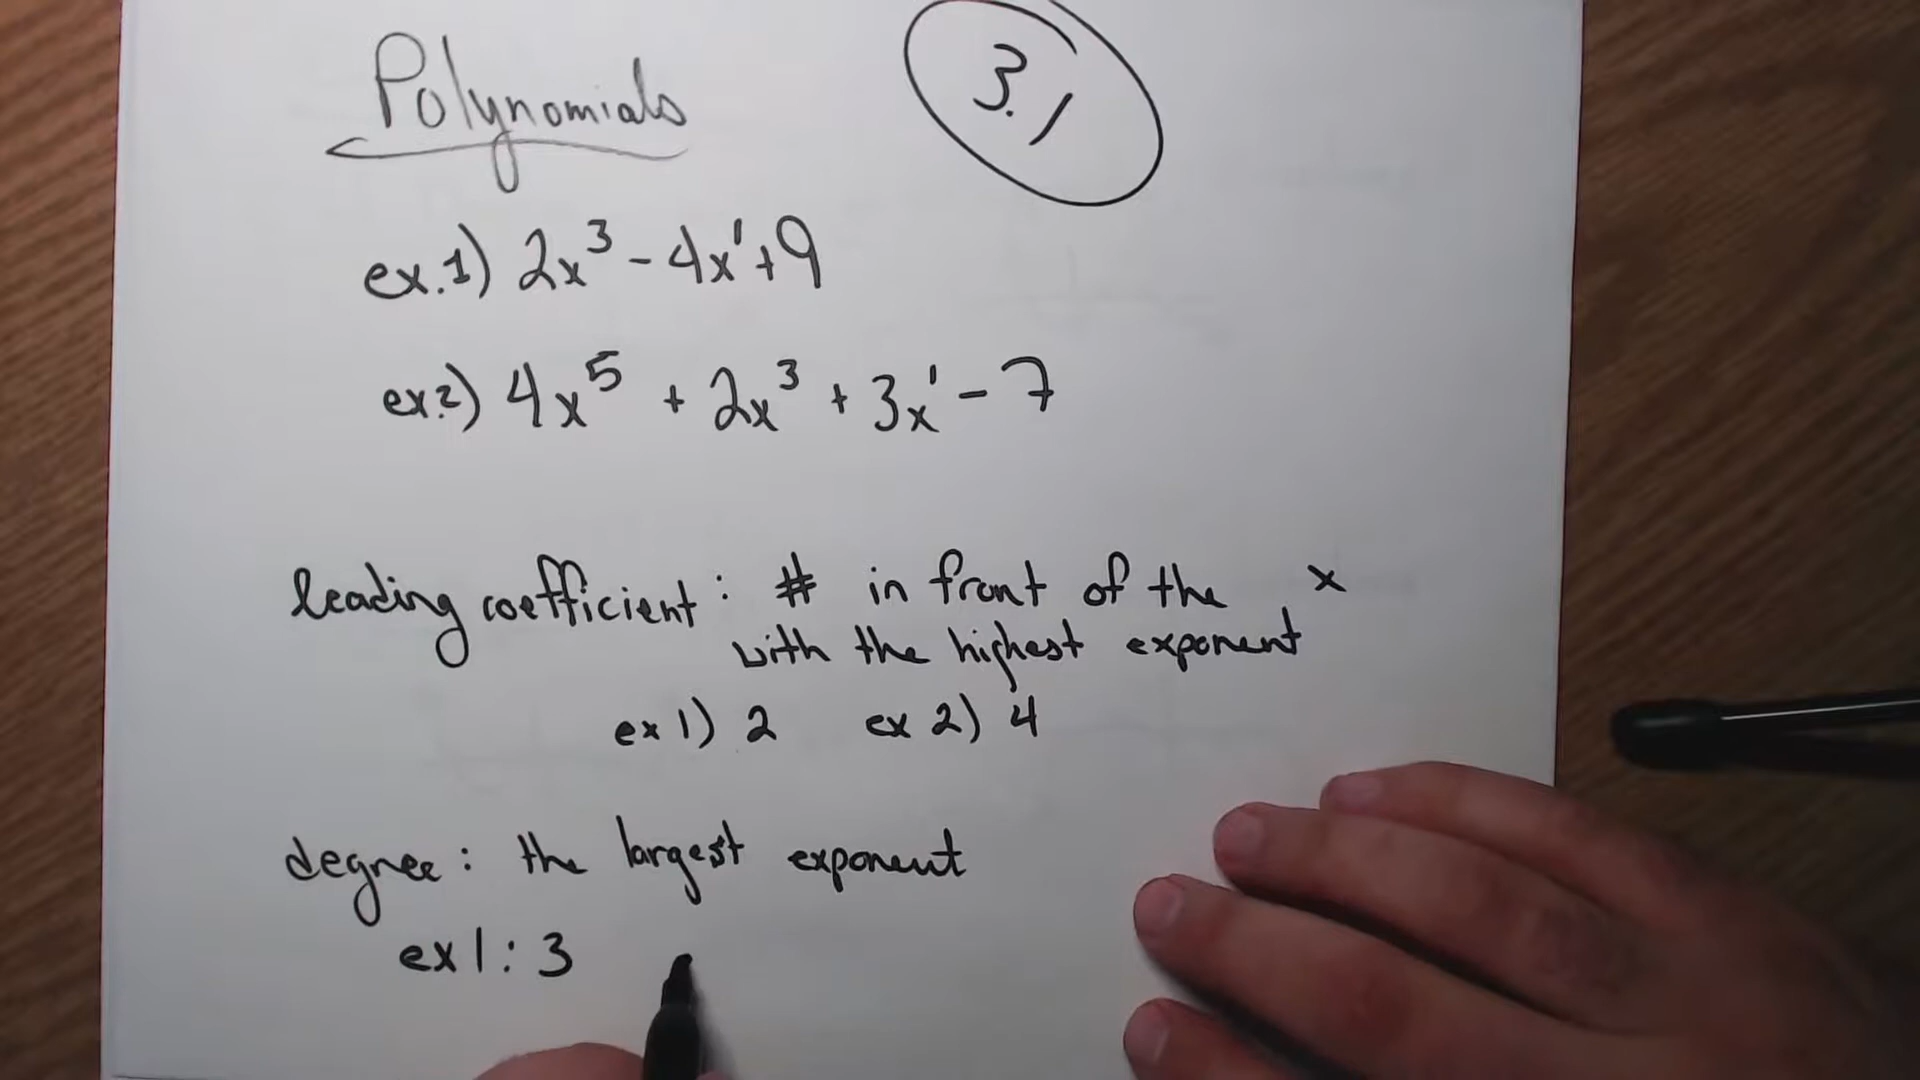 Polynomials
3.1
ex.1) 2x³ - 4x¹ + 9
ex.2) 4x⁵ + 2x³ + 3x¹ - 7
leading coefficient: # in front of the x
with the highest exponent
ex 1) 2 ex 2) 4
degree: the largest exponent
ex 1: 3